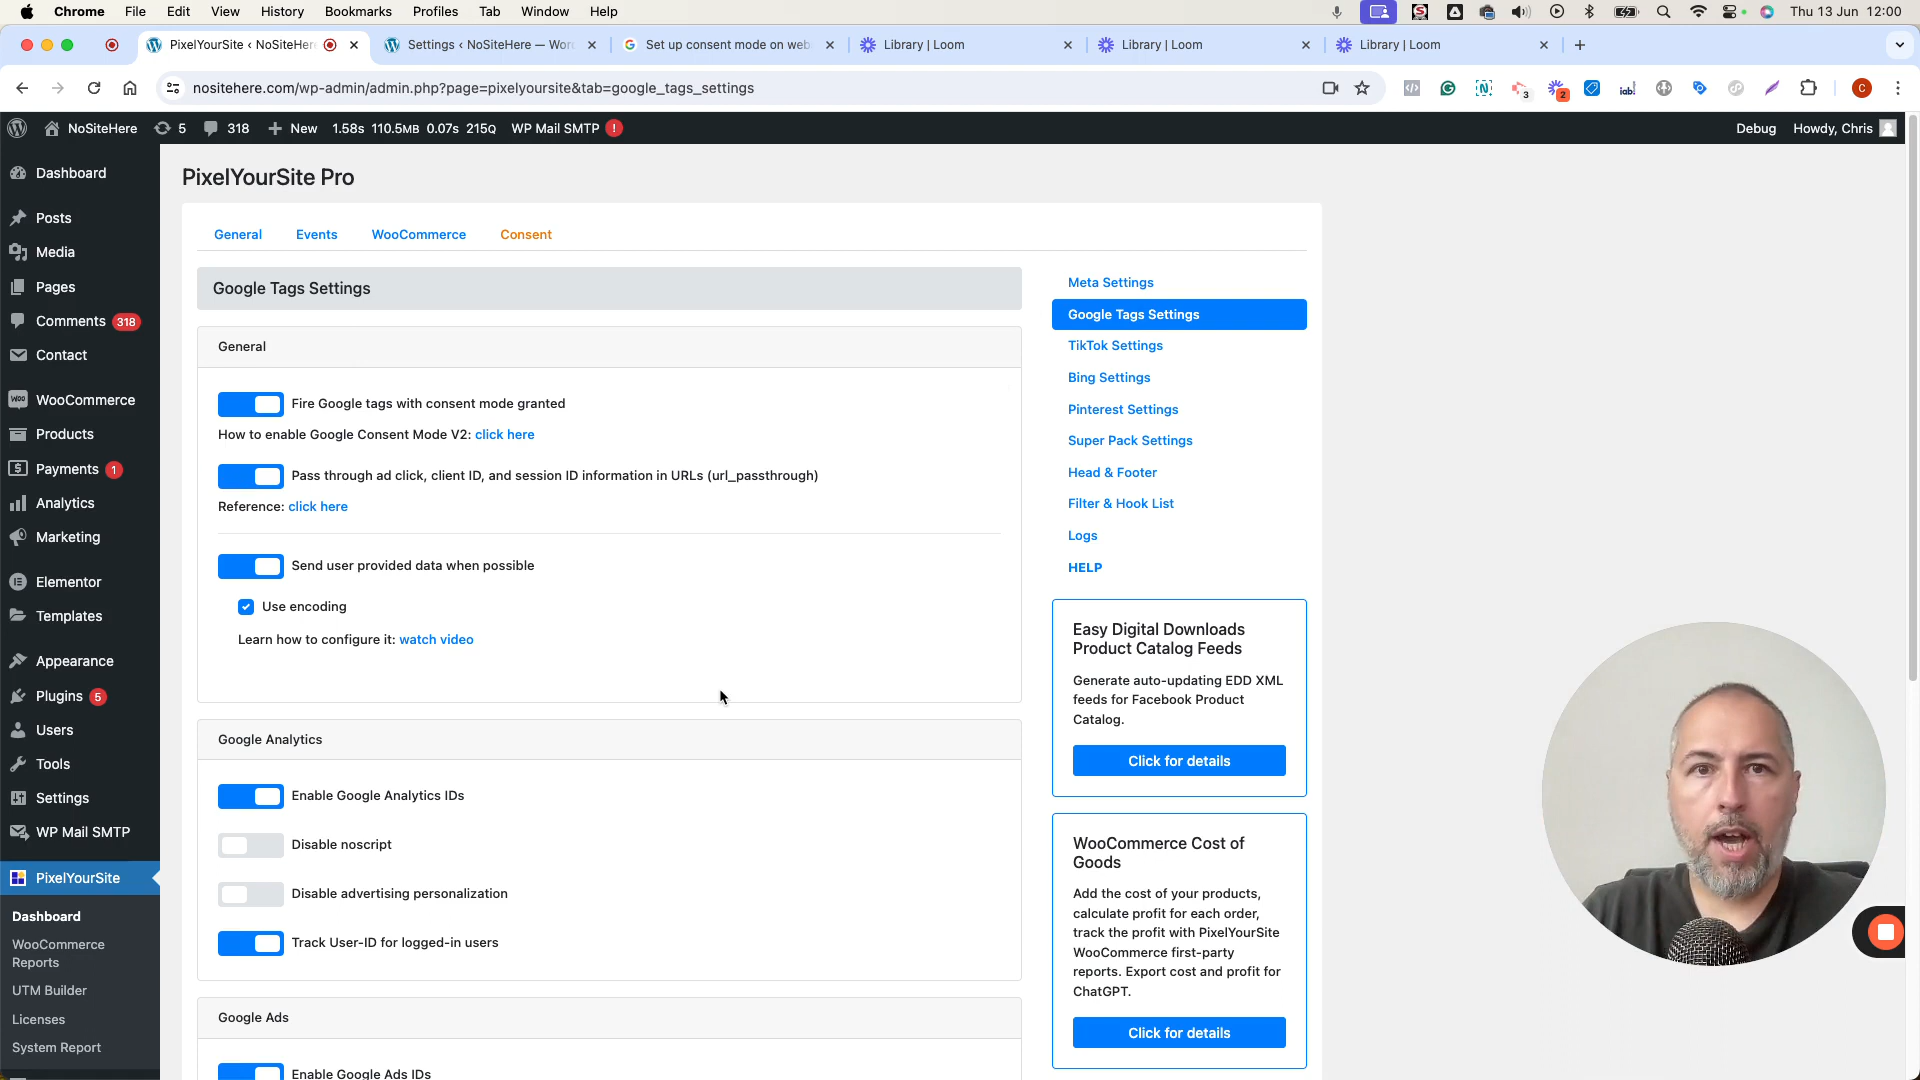 Chrome File Edit View History Bookmarks Profiles Tab Window Help Thu 13 Jun 12:00
PixelYourSite ‹ NoSiteHere Settings ‹ NoSiteHere — Wor Set up consent mode on web Library | Loom Library | Loom Library | Loom
nositehere.com/wp-admin/admin.php?page=pixelyoursite&tab=google_tags_settings
3 2 iab! C
NoSiteHere 5 318 New 1.58s 110.5MB 0.07s 215Q WP Mail SMTP ! Debug Howdy, Chris
Dashboard
Posts
Media
Pages
Comments 318
Contact
WooCommerce
Products
Payments 1
Analytics
Marketing
Elementor
Templates
Appearance
Plugins 5
Users
Tools
Settings
WP Mail SMTP
PixelYourSite
Dashboard
WooCommerce
Reports
UTM Builder
Licenses
System Report
PixelYourSite Pro
General Events WooCommerce Consent
Google Tags Settings
General
Fire Google tags with consent mode granted
How to enable Google Consent Mode V2: click here
Pass through ad click, client ID, and session ID information in URLs (url_passthrough)
Reference: click here
Send user provided data when possible
Use encoding
Learn how to configure it: watch video
Google Analytics
Enable Google Analytics IDs
Disable noscript
Disable advertising personalization
Track User-ID for logged-in users
Google Ads
Enable Google Ads IDs
Meta Settings
Google Tags Settings
TikTok Settings
Bing Settings
Pinterest Settings
Super Pack Settings
Head & Footer
Filter & Hook List
Logs
HELP
Easy Digital Downloads
Product Catalog Feeds
Generate auto-updating EDD XML
feeds for Facebook Product
Catalog.
Click for details
WooCommerce Cost of
Goods
Add the cost of your products,
calculate profit for each order,
track the profit with PixelYourSite
WooCommerce first-party
reports. Export cost and profit for
ChatGPT.
Click for details